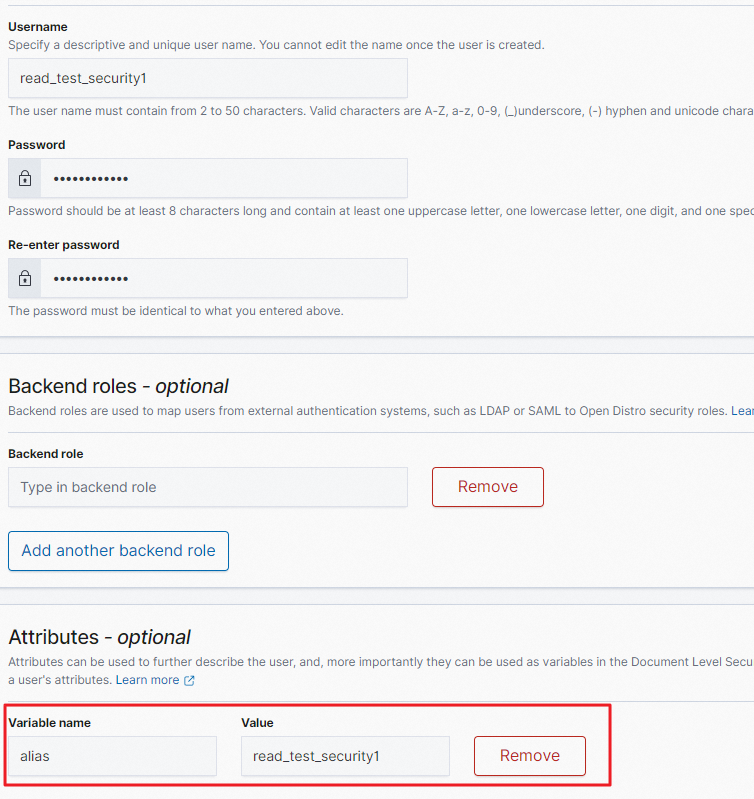 Username
Specify a descriptive and unique user name. You cannot edit the name once the user is created.
read_test_security1
The user name must contain from 2 to 50 characters. Valid characters are A-Z, a-z, 0-9, (_)underscore, (-) hyphen and unicode chara
Password
••••••••••••
Password should be at least 8 characters long and contain at least one uppercase letter, one lowercase letter, one digit, and one spec
Re-enter password
••••••••••••
The password must be identical to what you entered above.
Backend roles - optional
Backend roles are used to map users from external authentication systems, such as LDAP or SAML to Open Distro security roles. Lear
Backend role
Type in backend role Remove
Add another backend role
Attributes - optional
Attributes can be used to further describe the user, and, more importantly they can be used as variables in the Document Level Secu
a user's attributes. Learn more
Variable name Value
alias read_test_security1 Remove